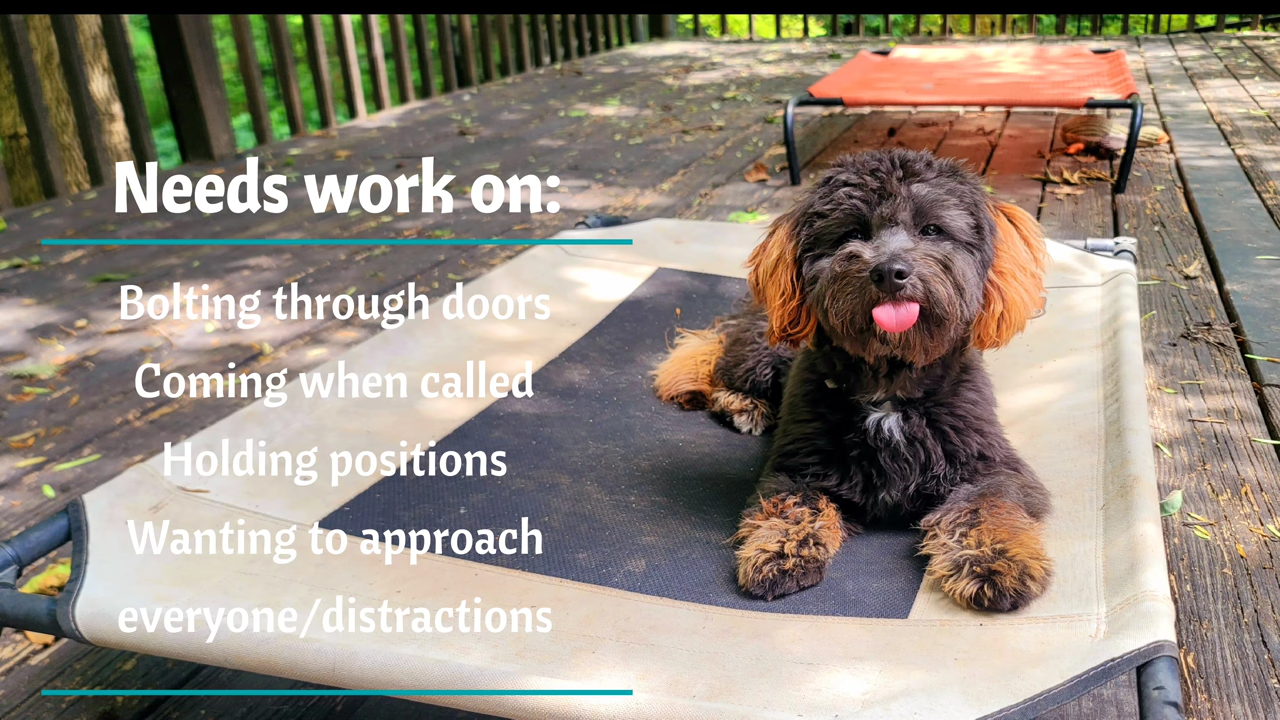 Needs work on:
Bolting through doors
Coming when called
Holding positions
Wanting to approach
everyone/distractions